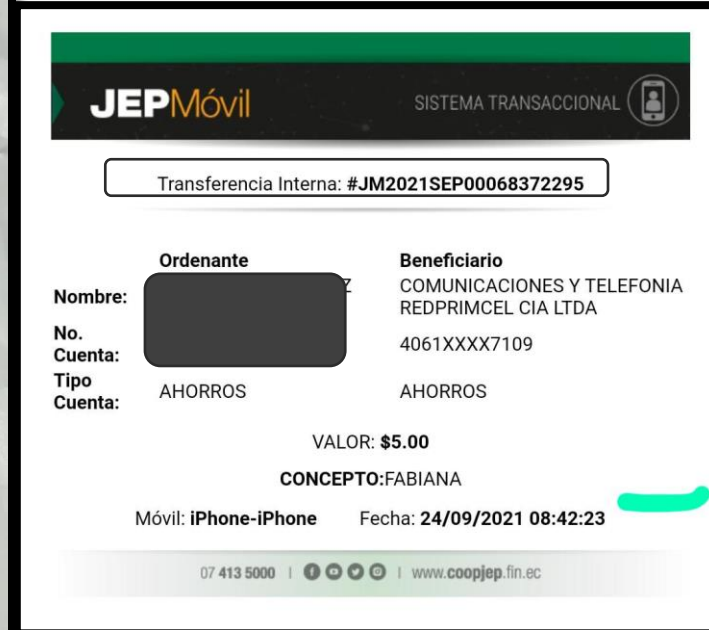 JEPMóvil
SISTEMA TRANSACCIONAL
Transferencia Interna: #JM2021SEP00068372295
Ordenante Beneficiario
Nombre: Z COMUNICACIONES Y TELEFONIA
REDPRIMCEL CIA LTDA
No.
Cuenta: 4061XXXX7109
Tipo
Cuenta: AHORROS AHORROS
VALOR: $5.00
CONCEPTO:FABIANA
Móvil: iPhone-iPhone Fecha: 24/09/2021 08:42:23
07 413 5000 | | www.coopjep.fin.ec